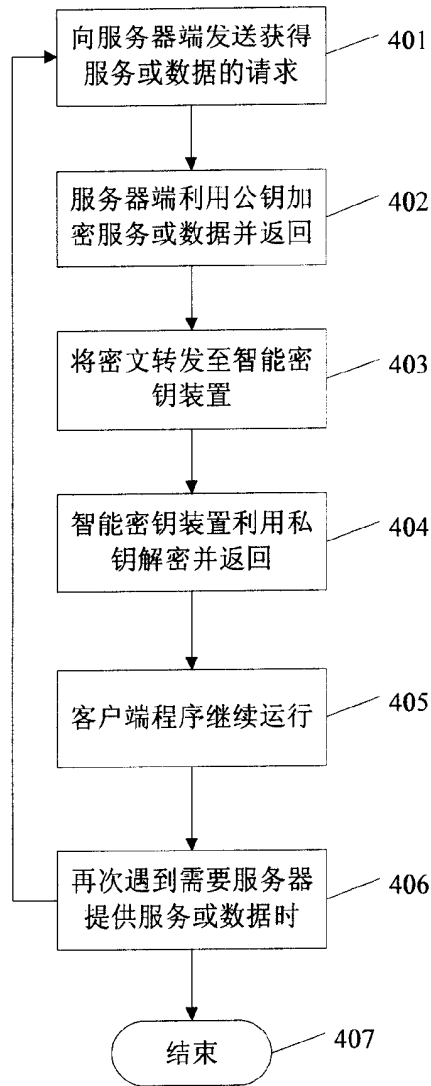 向服务器端发送获得
服务或数据的请求
401
服务器端利用公钥加
密服务或数据并返回
402
将密文转发至智能密
钥装置
403
智能密钥装置利用私
钥解密并返回
404
客户端程序继续运行
405
再次遇到需要服务器
提供服务或数据时
406
结束
407